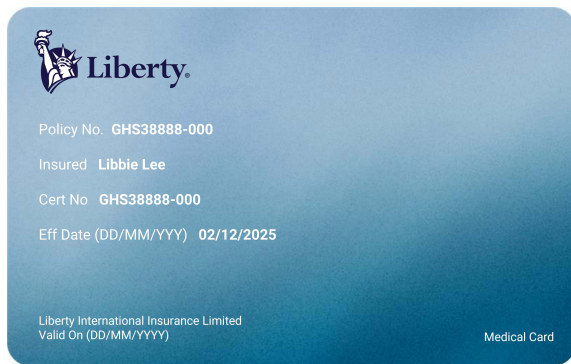 Liberty®
Policy No. GHS38888-000
Insured Libbie Lee
Cert No GHS38888-000
Eff Date (DD/MM/YYY) 02/12/2025
Liberty International Insurance Limited
Valid On (DD/MM/YYYY)
Medical Card